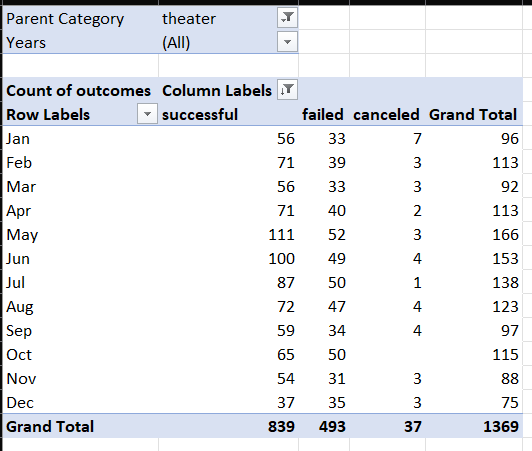 Parent Category theater
Years (All)
Count of outcomes Column Labels
Row Labels successful failed canceled Grand Total
Jan 56 33 7 96
Feb 71 39 3 113
Mar 56 33 3 92
Apr 71 40 2 113
May 111 52 3 166
Jun 100 49 4 153
Jul 87 50 1 138
Aug 72 47 4 123
Sep 59 34 4 97
Oct 65 50 115
Nov 54 31 3 88
Dec 37 35 3 75
Grand Total 839 493 37 1369